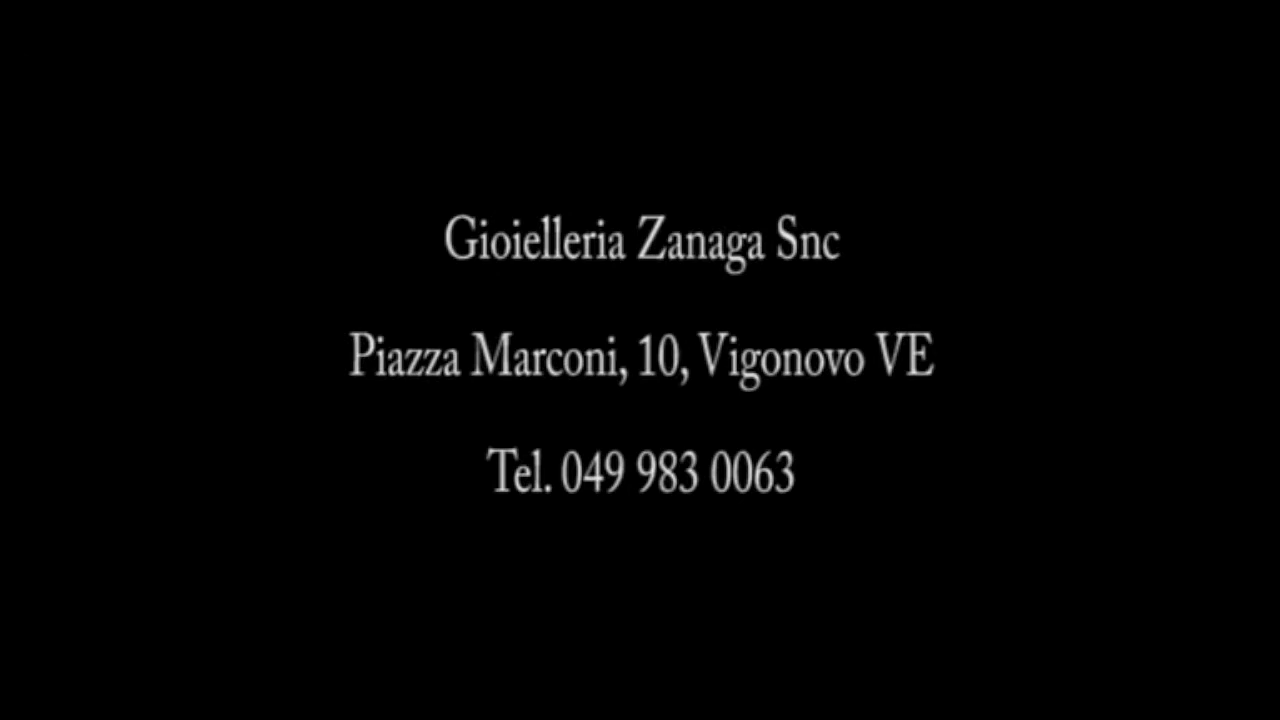 Gioielleria Zanaga Snc
Piazza Marconi, 10, Vigonovo VE
Tel. 049 983 0063